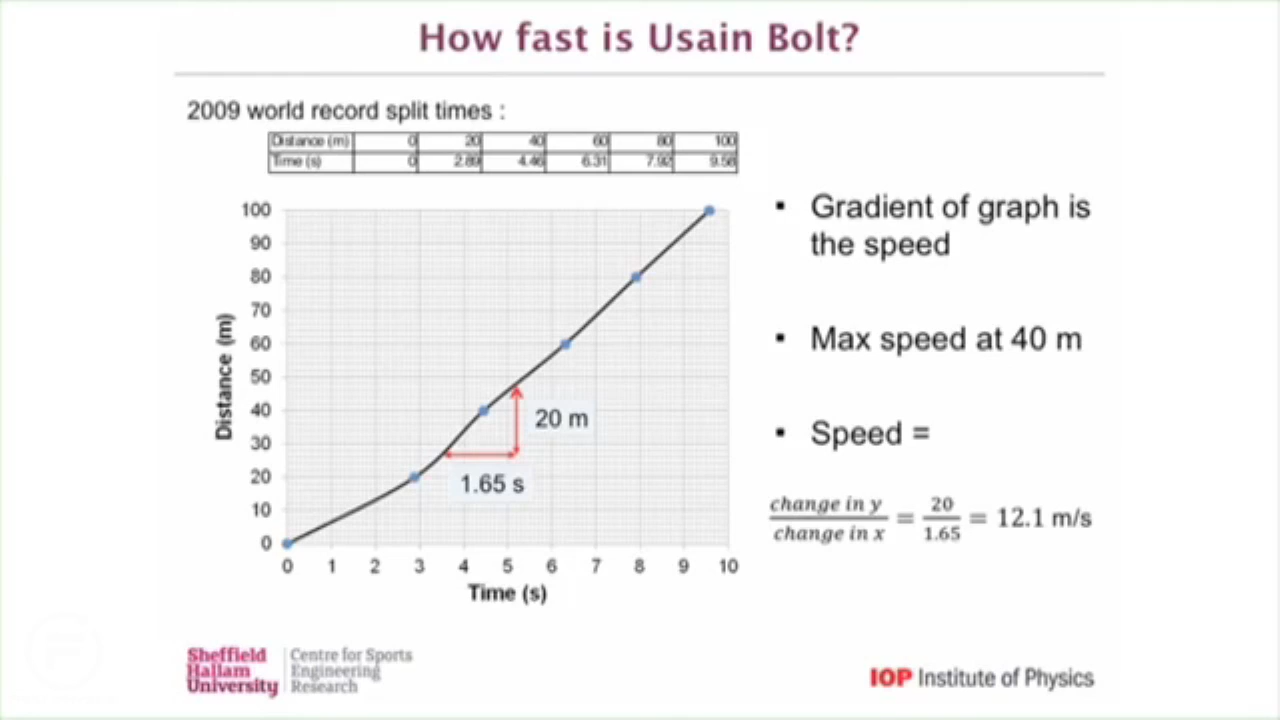 How fast is Usain Bolt?
2009 world record split times :
Distance (m) 0 20 40 60 80 100
Time (s) 0 2.89 4.46 6.31 7.92 9.58
▪ Gradient of graph is
the speed
▪ Max speed at 40 m
▪ Speed =
change in y / change in x = 20 / 1.65 = 12.1 m/s
100
90
80
70
60
50
40
30
20
10
0
Distance (m)
20 m
1.65 s
0 1 2 3 4 5 6 7 8 9 10
Time (s)
Sheffield
Hallam
University
Centre for Sports
Engineering
Research
IOP Institute of Physics